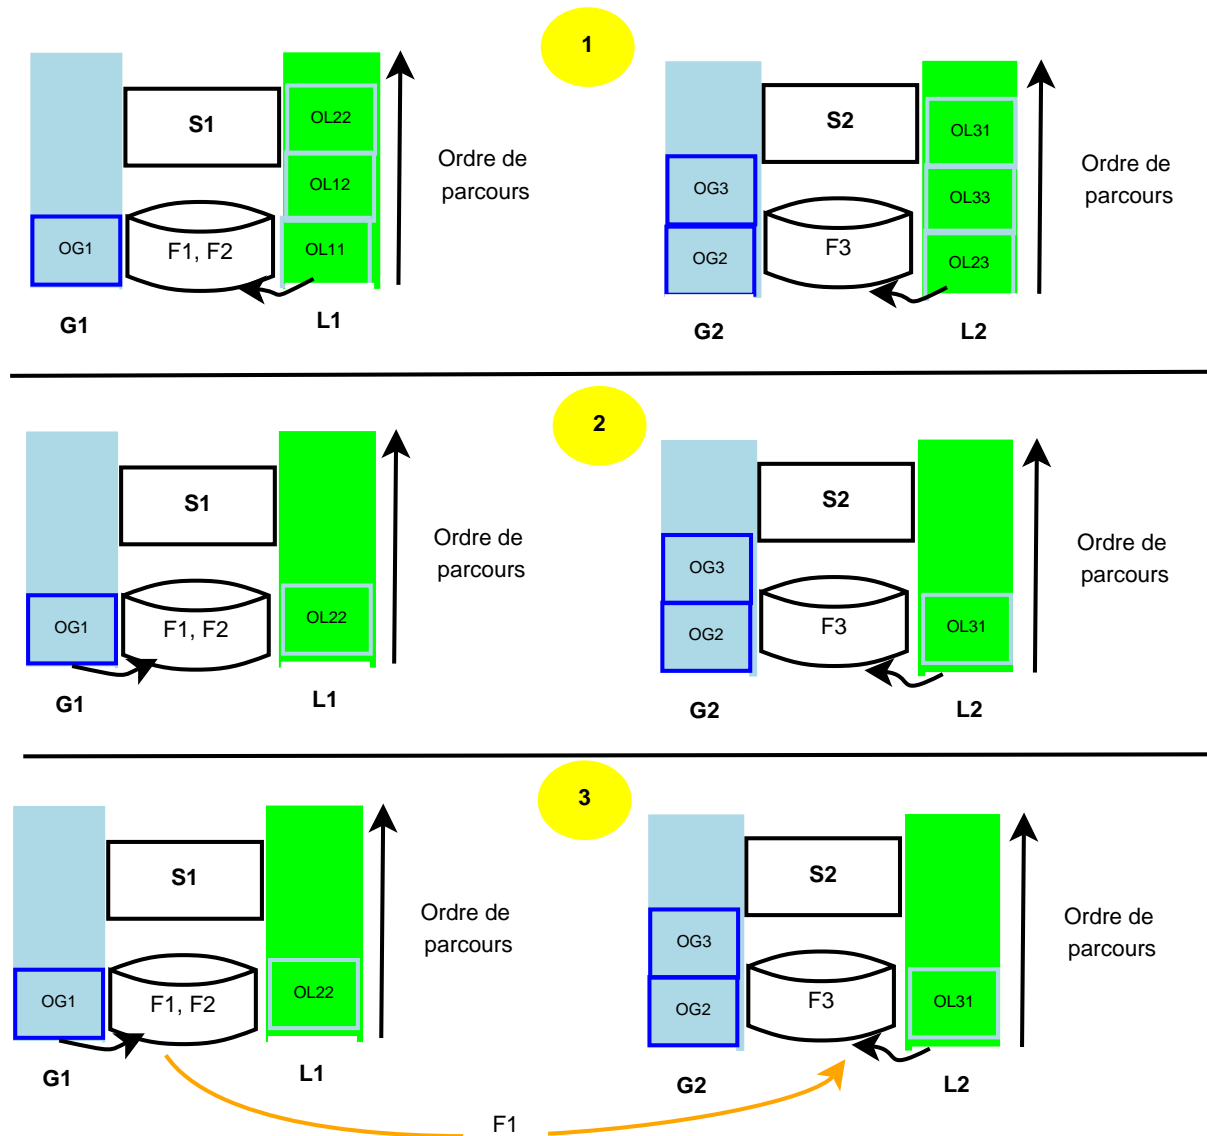 1
S1
OL22
OL12
OL11
OG1
F1, F2
Ordre de
parcours
G1
L1
S2
OL31
OL33
OL23
OG3
OG2
F3
Ordre de
parcours
G2
L2
2
S1
OG1
F1, F2
OL22
Ordre de
parcours
G1
L1
S2
OG3
OG2
F3
OL31
Ordre de
parcours
G2
L2
3
S1
OG1
F1, F2
OL22
Ordre de
parcours
G1
L1
S2
OG3
OG2
F3
OL31
Ordre de
parcours
G2
L2
F1